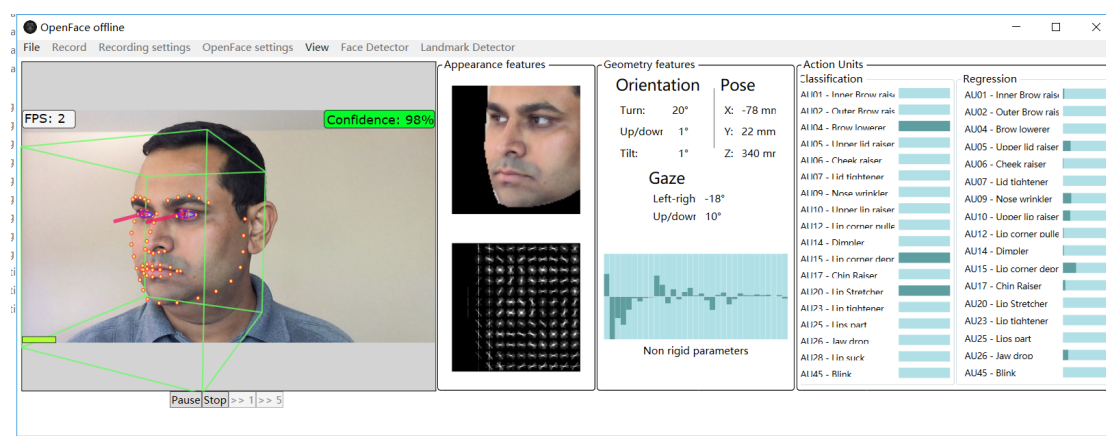 OpenFace offline
File Record Recording settings OpenFace settings View Face Detector Landmark Detector
FPS: 2
Confidence: 98%
Pause Stop >> 1 >> 5
Appearance features
Geometry features
Orientation
Turn: 20°
Up/down 1°
Tilt: 1°
Pose
X: -78 mm
Y: 22 mm
Z: 340 mr
Gaze
Left-righ -18°
Up/down 10°
Non rigid parameters
Action Units
Classification
AU01 - Inner Brow raise
AU02 - Outer Brow rais
AU04 - Brow lowerer
AU05 - Upper lid raiser
AU06 - Cheek raiser
AU07 - Lid tightener
AU09 - Nose wrinkler
AU10 - Upper lip raiser
AU12 - Lip corner pulle
AU14 - Dimpler
AU15 - Lip corner depr
AU17 - Chin Raiser
AU20 - Lip Stretcher
AU23 - Lip tightener
AU25 - Lips part
AU26 - Jaw drop
AU28 - Lip suck
AU45 - Blink
Regression
AU01 - Inner Brow raise
AU02 - Outer Brow rais
AU04 - Brow lowerer
AU05 - Upper lid raiser
AU06 - Cheek raiser
AU07 - Lid tightener
AU09 - Nose wrinkler
AU10 - Upper lip raiser
AU12 - Lip corner pulle
AU14 - Dimpler
AU15 - Lip corner depr
AU17 - Chin Raiser
AU20 - Lip Stretcher
AU23 - Lip tightener
AU25 - Lips part
AU26 - Jaw drop
AU45 - Blink